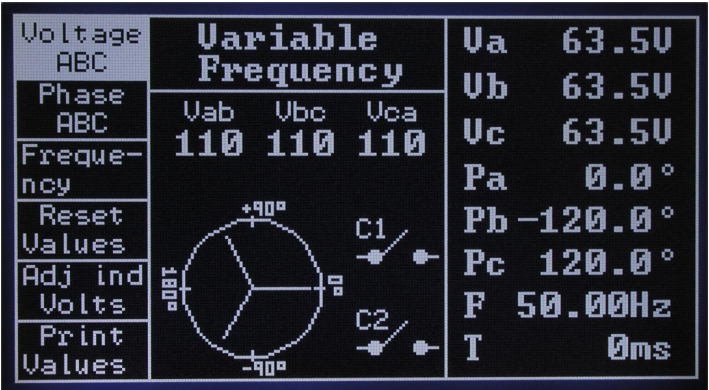 Voltage
ABC
Phase
ABC
Freque-
ncy
Reset
Values
Adj ind
Volts
Print
Values
Variable
Frequency
Vab Vbc Vca
110 110 110
+90°
180°
0°
-90°
C1
C2
Va 63.5V
Vb 63.5V
Vc 63.5V
Pa 0.0°
Pb -120.0°
Pc 120.0°
F 50.00Hz
T 0ms